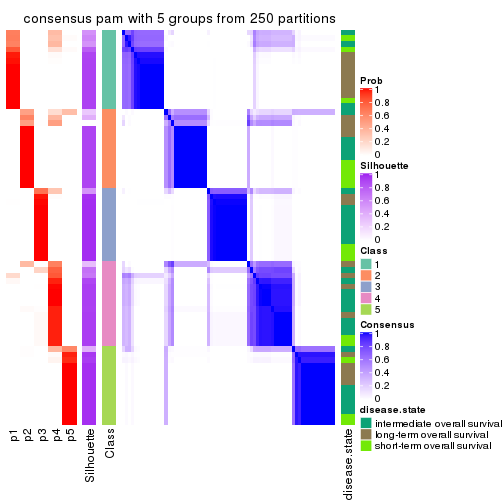 consensus pam with 5 groups from 250 partitions
Prob
1
0.8
0.6
0.4
0.2
0
Silhouette
1
0.8
0.6
0.4
0.2
0
Class
1
2
3
4
5
Consensus
1
0.8
0.6
0.4
0.2
0
disease.state
intermediate overall survival
long-term overall survival
short-term overall survival
p1
p2
p3
p4
p5
Silhouette
Class
disease.state